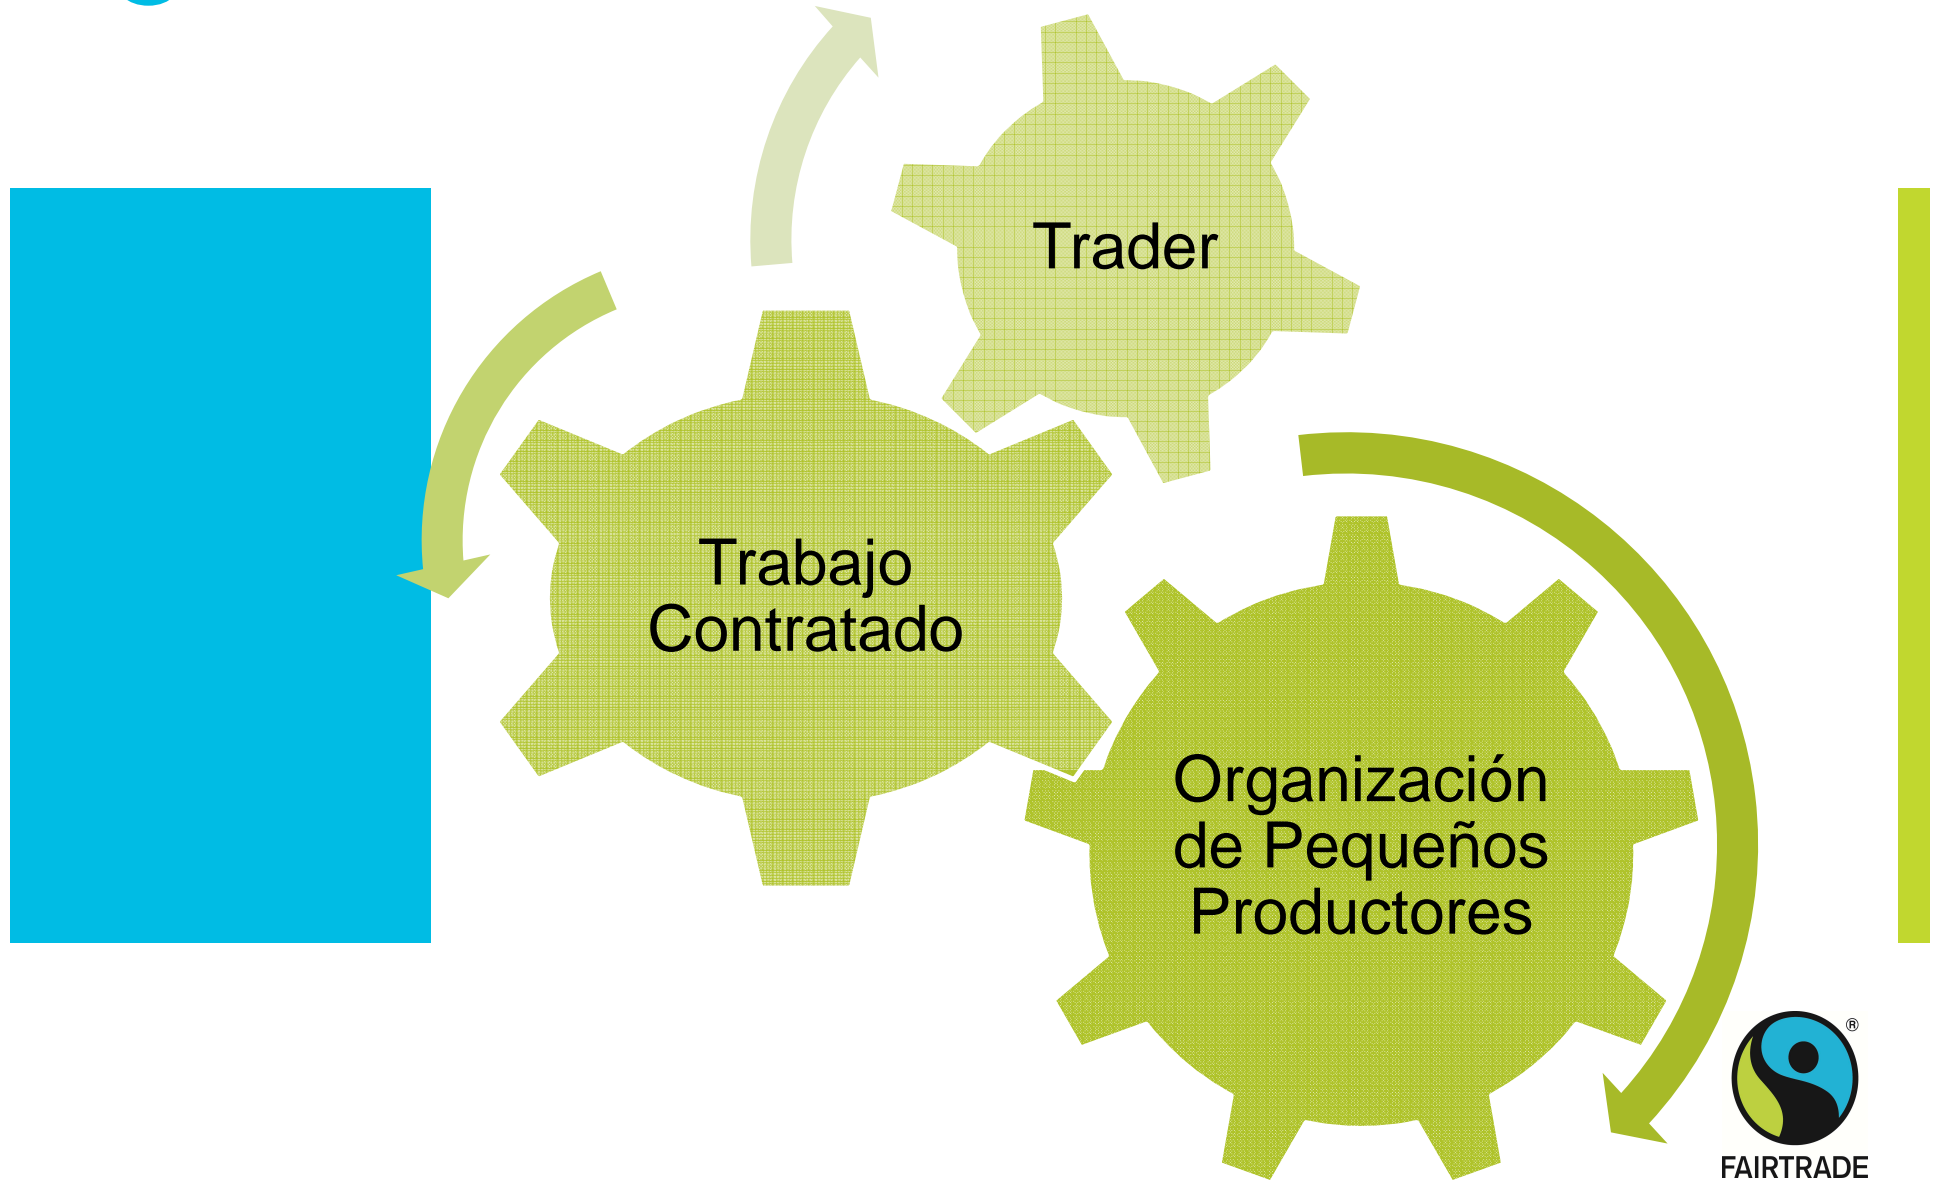 Trader
Trabajo
Contratado
Organización
de Pequeños
Productores
®
FAIRTRADE